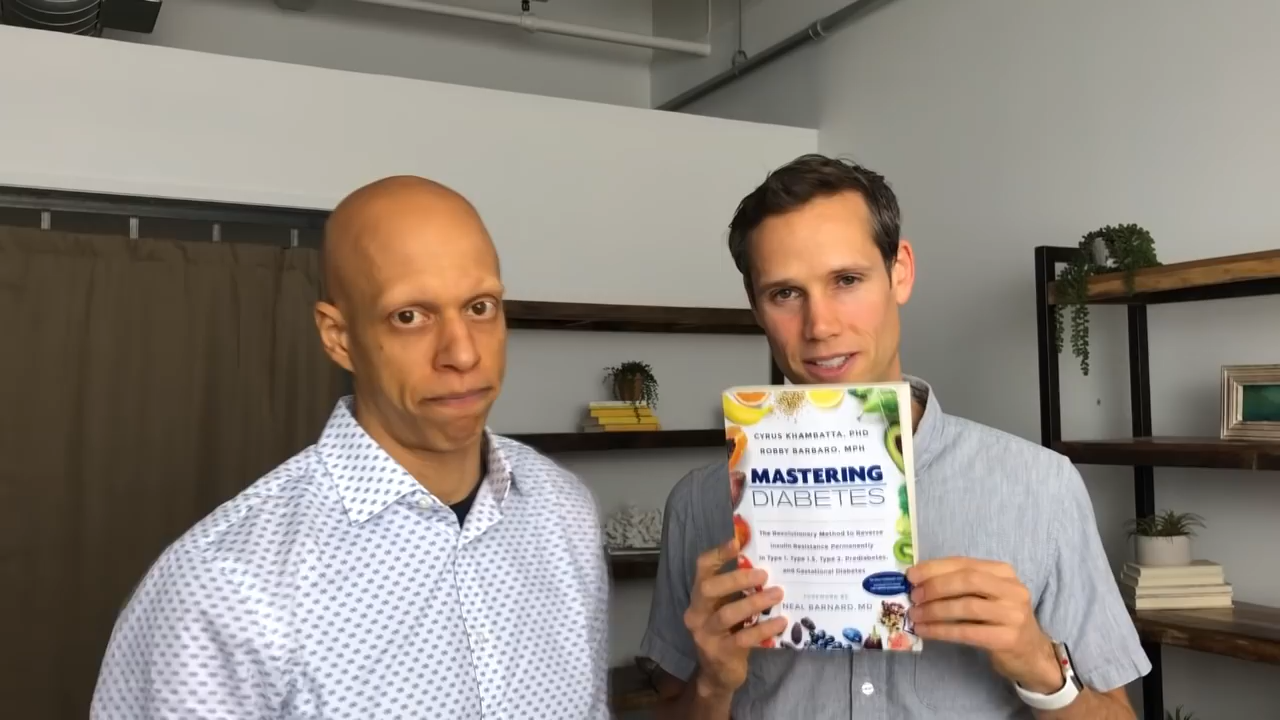 CYRUS KHAMBATTA, PHD
ROBBY BARBARO, MPH
MASTERING
DIABETES
The Revolutionary Method to Reverse
Insulin Resistance Permanently
in Type 1, Type 1.5, Type 2, Prediabetes,
and Gestational Diabetes
FOREWORD BY
NEAL BARNARD, MD